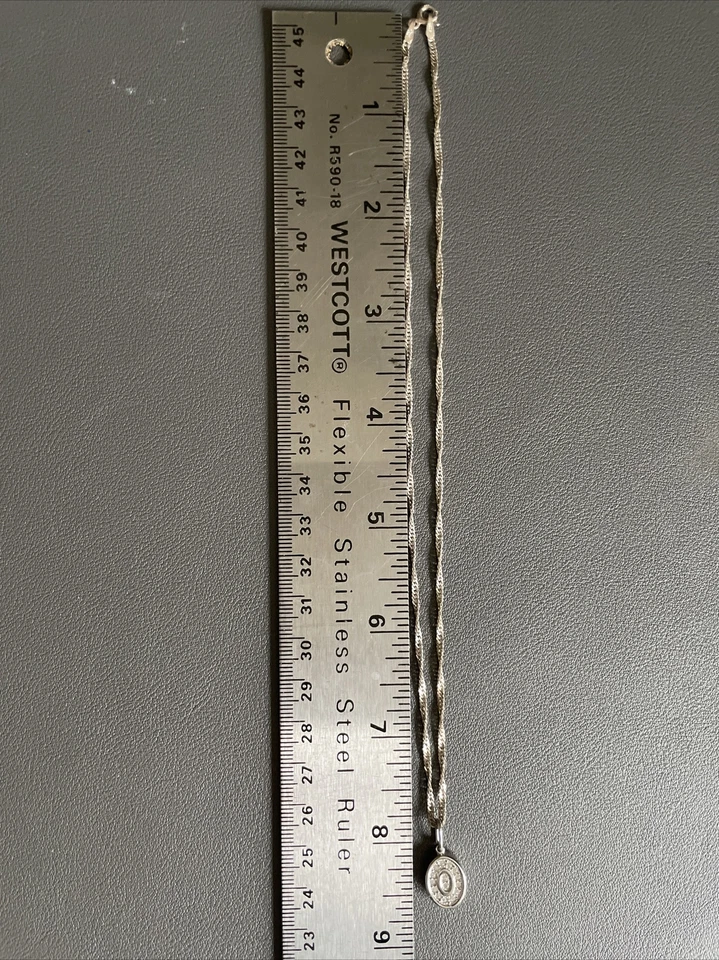 No. R590-18 WESTCOTT® Flexible Stainless Steel Ruler
1 2 3 4 5 6 7 8 9
45 44 43 42 41 40 39 38 37 36 35 34 33 32 31 30 29 28 27 26 25 24 23